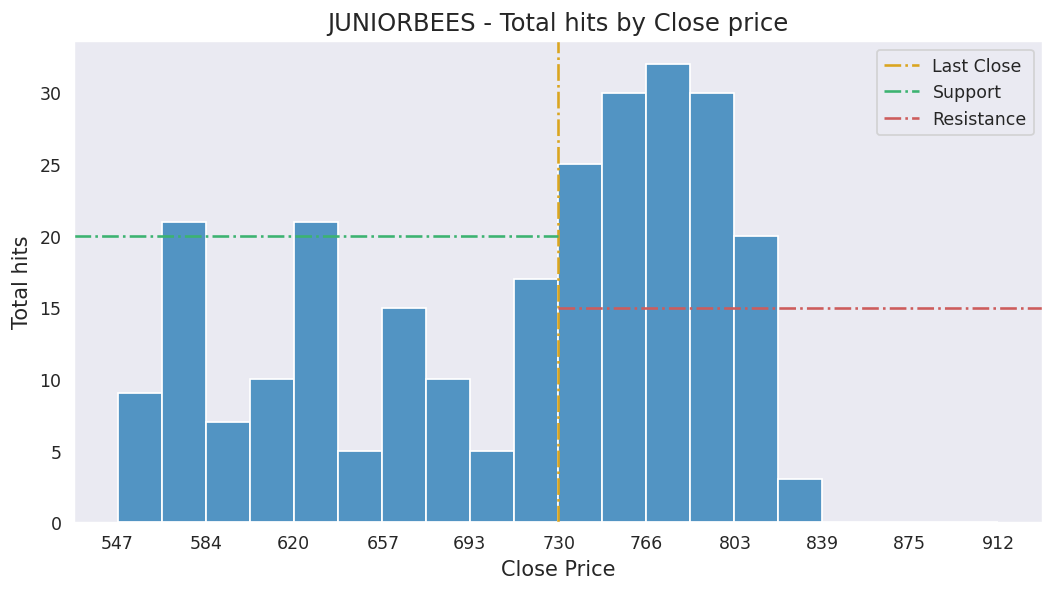 JUNIORBEES - Total hits by Close price
Last Close
Support
Resistance
Total hits
30
25
20
15
10
5
0
547 584 620 657 693 730 766 803 839 875 912
Close Price